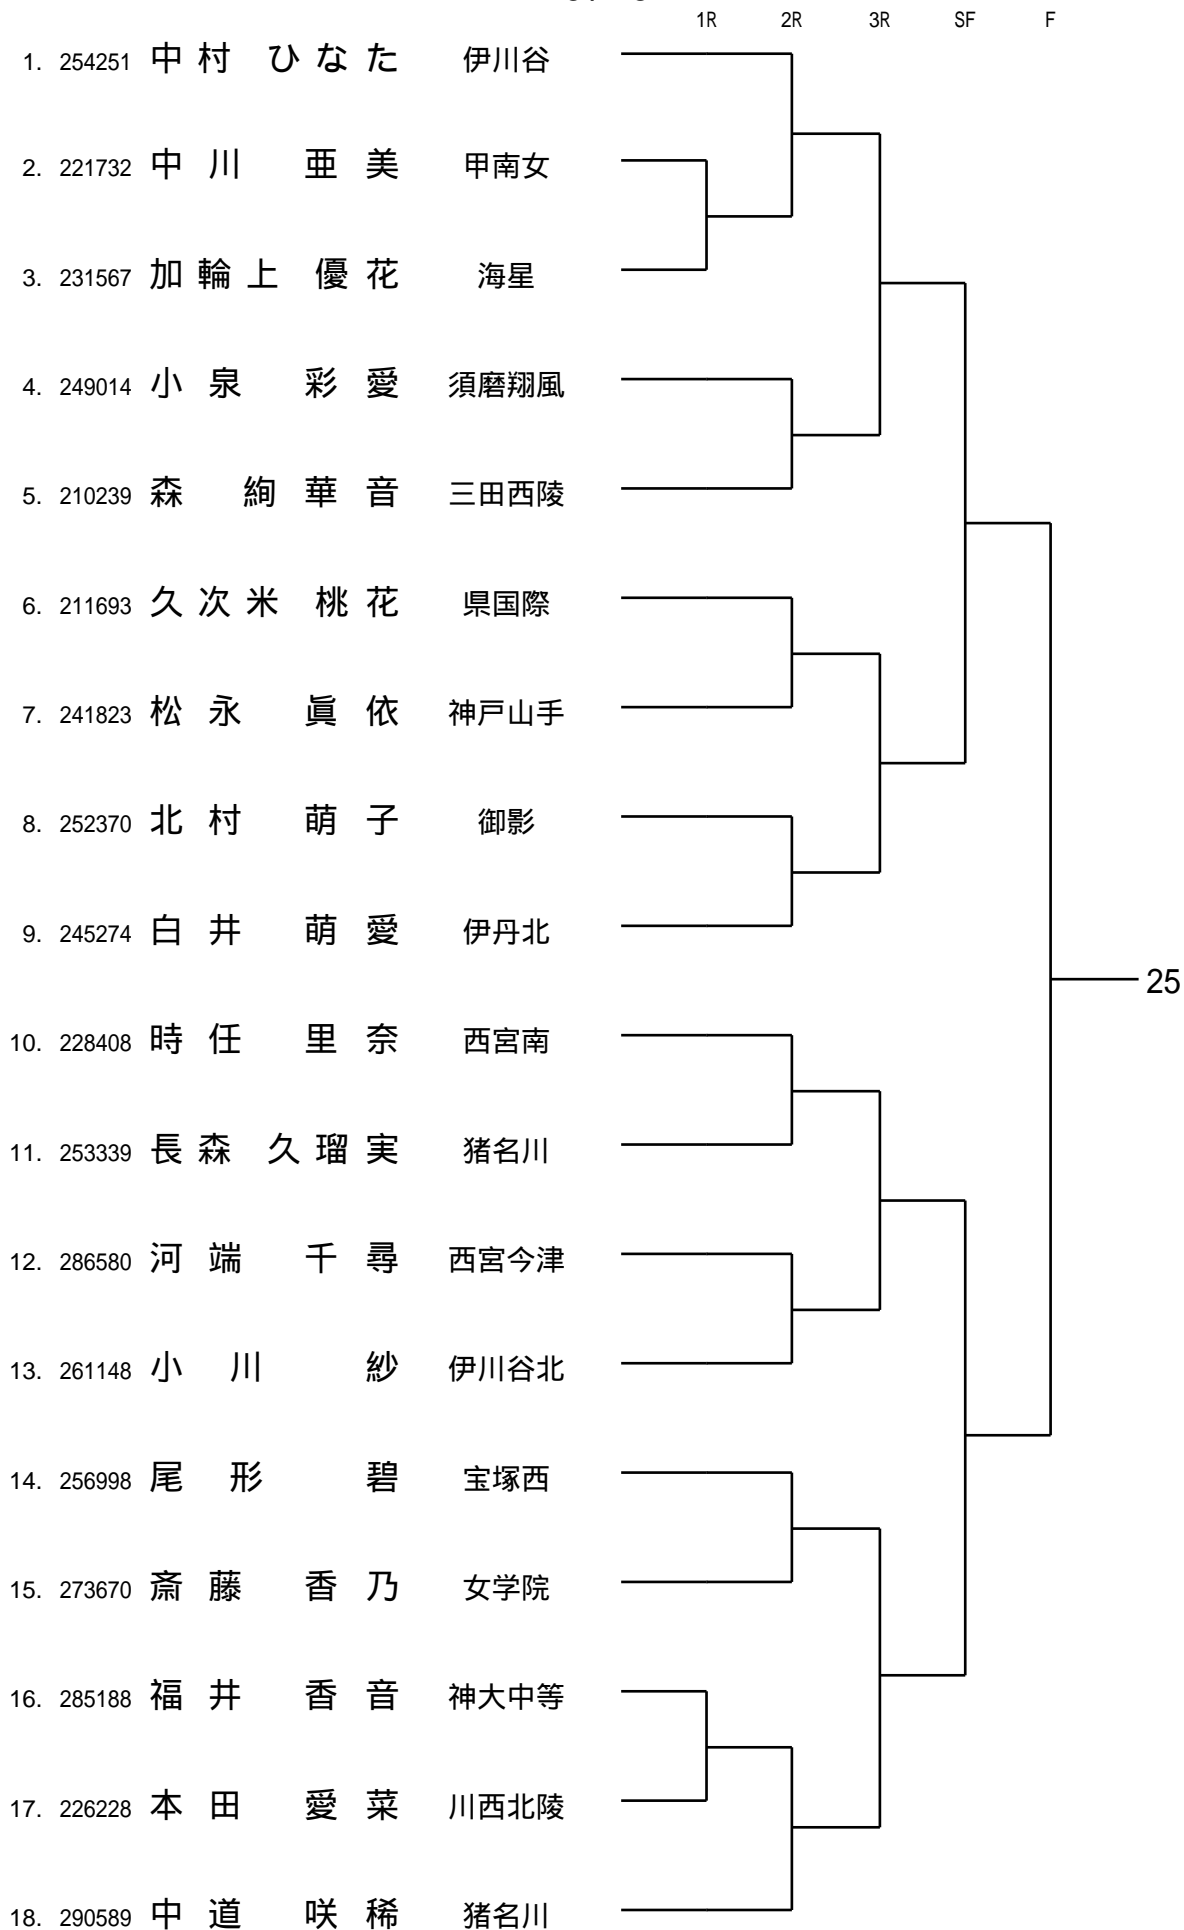 1R 2R 3R SF F
1. 254251 中村 ひなた 伊川谷
2. 221732 中川 亜美 甲南女
3. 231567 加輪上 優花 海星
4. 249014 小泉 彩愛 須磨翔風
5. 210239 森 絢華音 三田西陵
6. 211693 久次米 桃花 県国際
7. 241823 松永 眞依 神戸山手
8. 252370 北村 萌子 御影
9. 245274 白井 萌愛 伊丹北
25
10. 228408 時任 里奈 西宮南
11. 253339 長森 久瑠実 猪名川
12. 286580 河端 千尋 西宮今津
13. 261148 小川 紗 伊川谷北
14. 256998 尾形 碧 宝塚西
15. 273670 斎藤 香乃 女学院
16. 285188 福井 香音 神大中等
17. 226228 本田 愛菜 川西北陵
18. 290589 中道 咲稀 猪名川